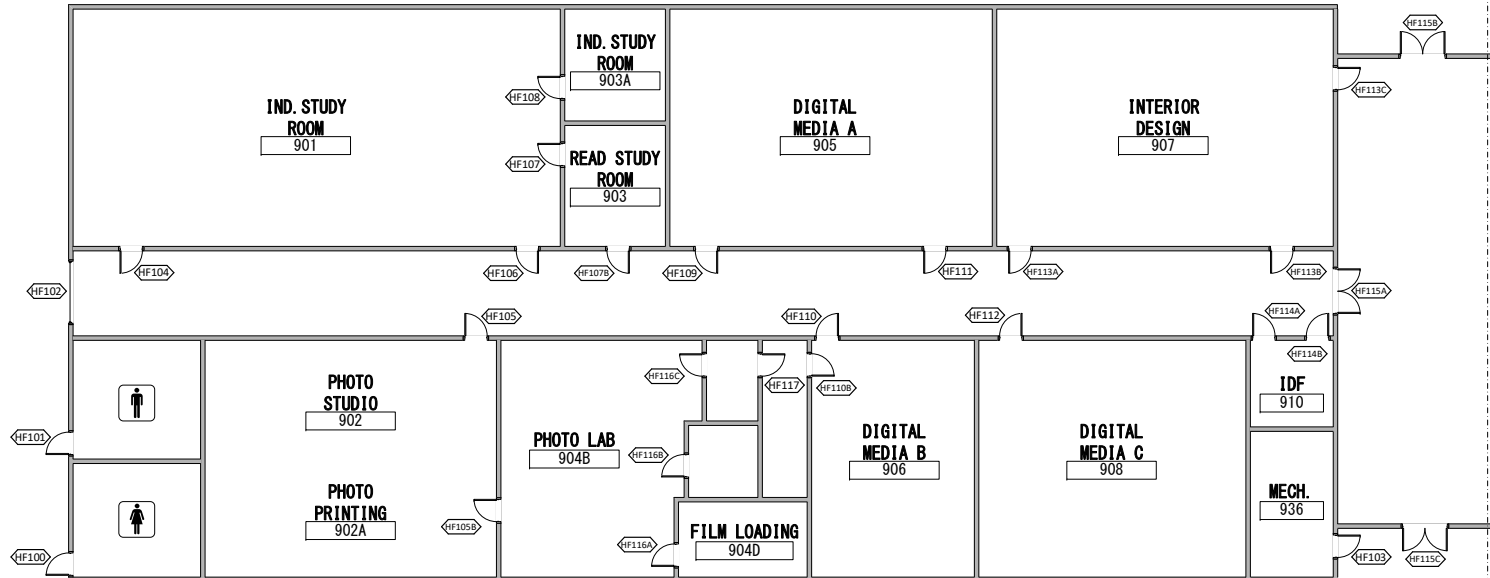 HF115B
IND. STUDY
ROOM
903A
HF108
HF113C
IND. STUDY
ROOM
901
DIGITAL
MEDIA A
905
INTERIOR
DESIGN
907
HF107
READ STUDY
ROOM
903
HF104
HF106
HF107B
HF109
HF111
HF113A
HF113B
HF102
HF115A
HF105
HF110
HF112
HF114A
HF114B
HF116C
HF117
HF110B
PHOTO
STUDIO
902
IDF
910
HF101
PHOTO LAB
904B
HF116B
DIGITAL
MEDIA B
906
DIGITAL
MEDIA C
908
PHOTO
PRINTING
902A
HF105B
MECH.
936
FILM LOADING
904D
HF116A
HF100
HF103
HF115C